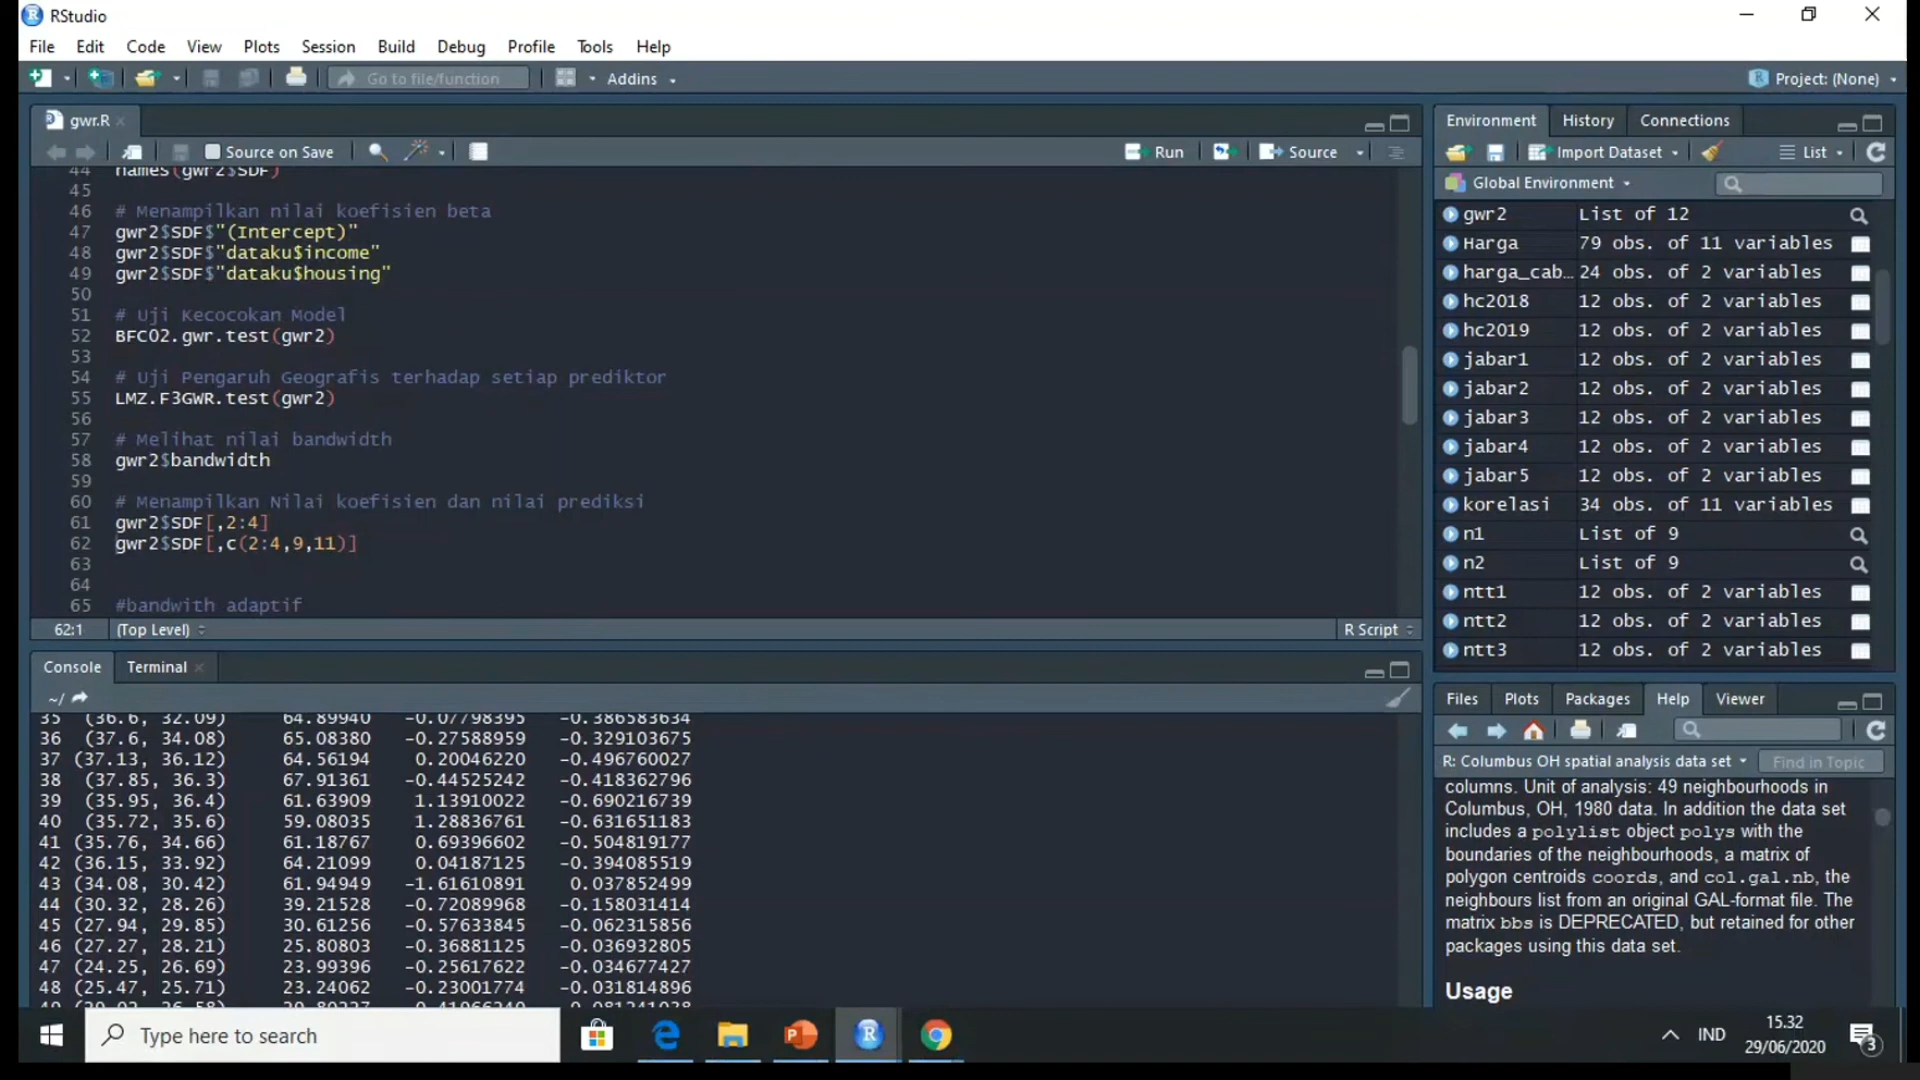 RStudio
File Edit Code View Plots Session Build Debug Profile Tools Help
Go to file/function Addins Project: (None)
gwr.R
Source on Save Run Source
44 names(gwr2$SDF)
45
46 # Menampilkan nilai koefisien beta
47 gwr2$SDF$"(Intercept)"
48 gwr2$SDF$"dataku$income"
49 gwr2$SDF$"dataku$housing"
50
51 # Uji Kecocokan Model
52 BFC02.gwr.test(gwr2)
53
54 # Uji Pengaruh Geografis terhadap setiap prediktor
55 LMZ.F3GWR.test(gwr2)
56
57 # Melihat nilai bandwidth
58 gwr2$bandwidth
59
60 # Menampilkan Nilai koefisien dan nilai prediksi
61 gwr2$SDF[,2:4]
62 gwr2$SDF[,c(2:4,9,11)]
63
64
65 #bandwith adaptif
62:1 (Top Level) R Script
Console Terminal
~/
35 (36.6, 32.09) 64.89940 -0.07798395 -0.386583634
36 (37.6, 34.08) 65.08380 -0.27588959 -0.329103675
37 (37.13, 36.12) 64.56194 0.20046220 -0.496760027
38 (37.85, 36.3) 67.91361 -0.44525242 -0.418362796
39 (35.95, 36.4) 61.63909 1.13910022 -0.690216739
40 (35.72, 35.6) 59.08035 1.28836761 -0.631651183
41 (35.76, 34.66) 61.18767 0.69396602 -0.504819177
42 (36.15, 33.92) 64.21099 0.04187125 -0.394085519
43 (34.08, 30.42) 61.94949 -1.61610891 0.037852499
44 (30.32, 28.26) 39.21528 -0.72089968 -0.158031414
45 (27.94, 29.85) 30.61256 -0.57633845 -0.062315856
46 (27.27, 28.21) 25.80803 -0.36881125 -0.036932805
47 (24.25, 26.69) 23.99396 -0.25617622 -0.034677427
48 (25.47, 25.71) 23.24062 -0.23001774 -0.031814896
Environment History Connections
Import Dataset List
Global Environment
gwr2 List of 12
Harga 79 obs. of 11 variables
harga_cab… 24 obs. of 2 variables
hc2018 12 obs. of 2 variables
hc2019 12 obs. of 2 variables
jabar1 12 obs. of 2 variables
jabar2 12 obs. of 2 variables
jabar3 12 obs. of 2 variables
jabar4 12 obs. of 2 variables
jabar5 12 obs. of 2 variables
korelasi 34 obs. of 11 variables
n1 List of 9
n2 List of 9
ntt1 12 obs. of 2 variables
ntt2 12 obs. of 2 variables
ntt3 12 obs. of 2 variables
Files Plots Packages Help Viewer
R: Columbus OH spatial analysis data set Find in Topic
columns. Unit of analysis: 49 neighbourhoods in
Columbus, OH, 1980 data. In addition the data set
includes a polylist object polys with the
boundaries of the neighbourhoods, a matrix of
polygon centroids coords, and col.gal.nb, the
neighbours list from an original GAL-format file. The
matrix bbs is DEPRECATED, but retained for other
packages using this data set.
Usage
Type here to search
IND 15.32
29/06/2020
3